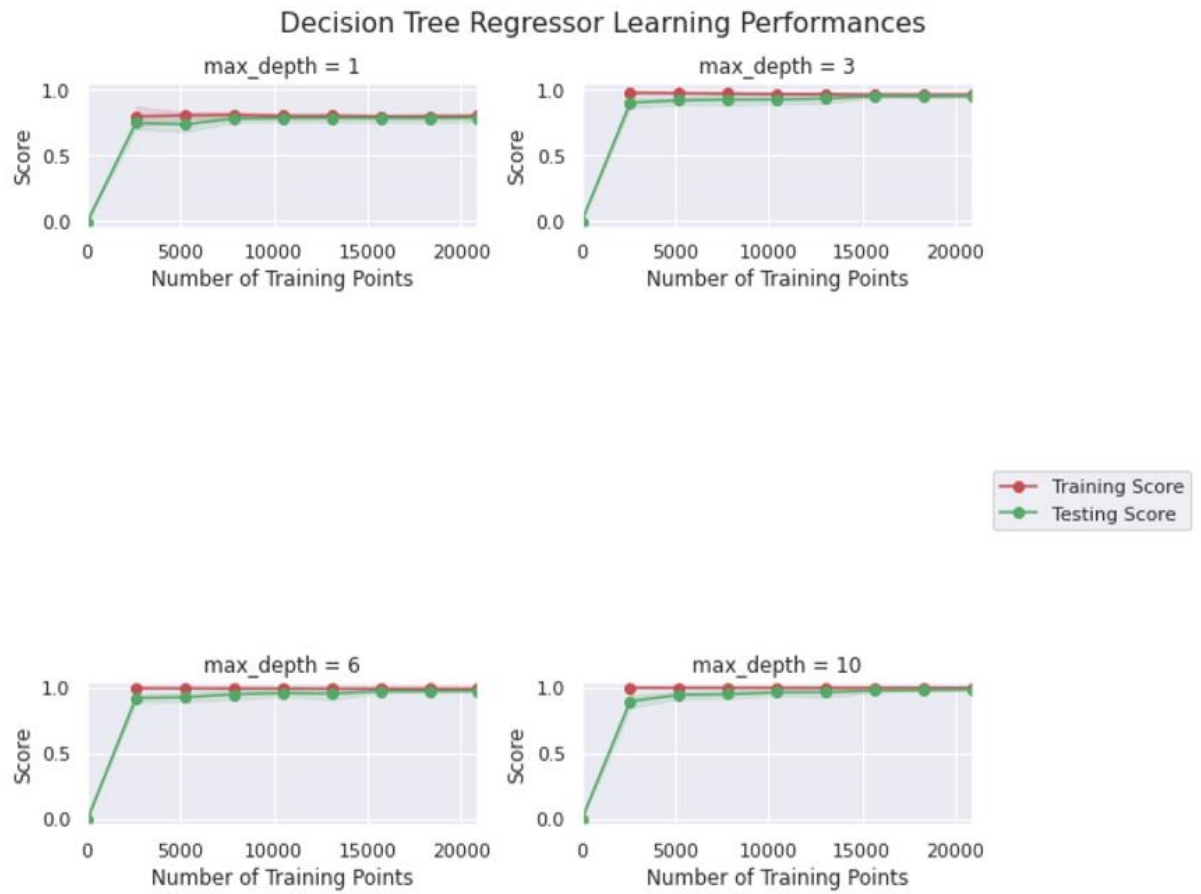 Decision Tree Regressor Learning Performances
max_depth = 1
1.0
0.5
0.0
Score
0 5000 10000 15000 20000
Number of Training Points
max_depth = 3
1.0
0.5
0.0
Score
0 5000 10000 15000 20000
Number of Training Points
Training Score
Testing Score
max_depth = 6
1.0
0.5
0.0
Score
0 5000 10000 15000 20000
Number of Training Points
max_depth = 10
1.0
0.5
0.0
Score
0 5000 10000 15000 20000
Number of Training Points